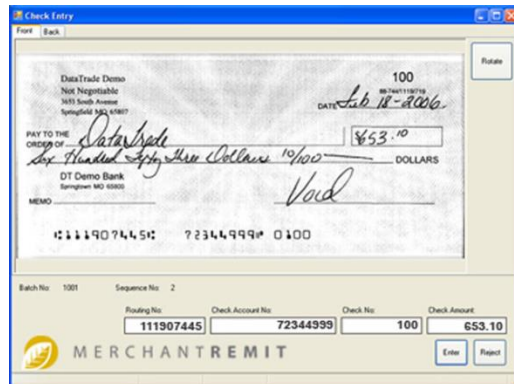 Check Entry
Front Back
Rotate
DataTrade Demo
Not Negotiable
3653 South Avenue
Springfield MO 65807
100
DATE Feb 18-2006
PAY TO THE
ORDER OF Datatrade
$653.10
Six Hundred Fifty Three Dollars 10/100 DOLLARS
DT Demo Bank
Springtown MO 65800
MEMO Void
⑆111907445⑆ 72344999⑈ 0100
Batch No: 1001 Sequence No: 2
Routing No: Check Account No: Check No: Check Amount
111907445 72344999 100 653.10
MERCHANTREMIT
Enter Reject